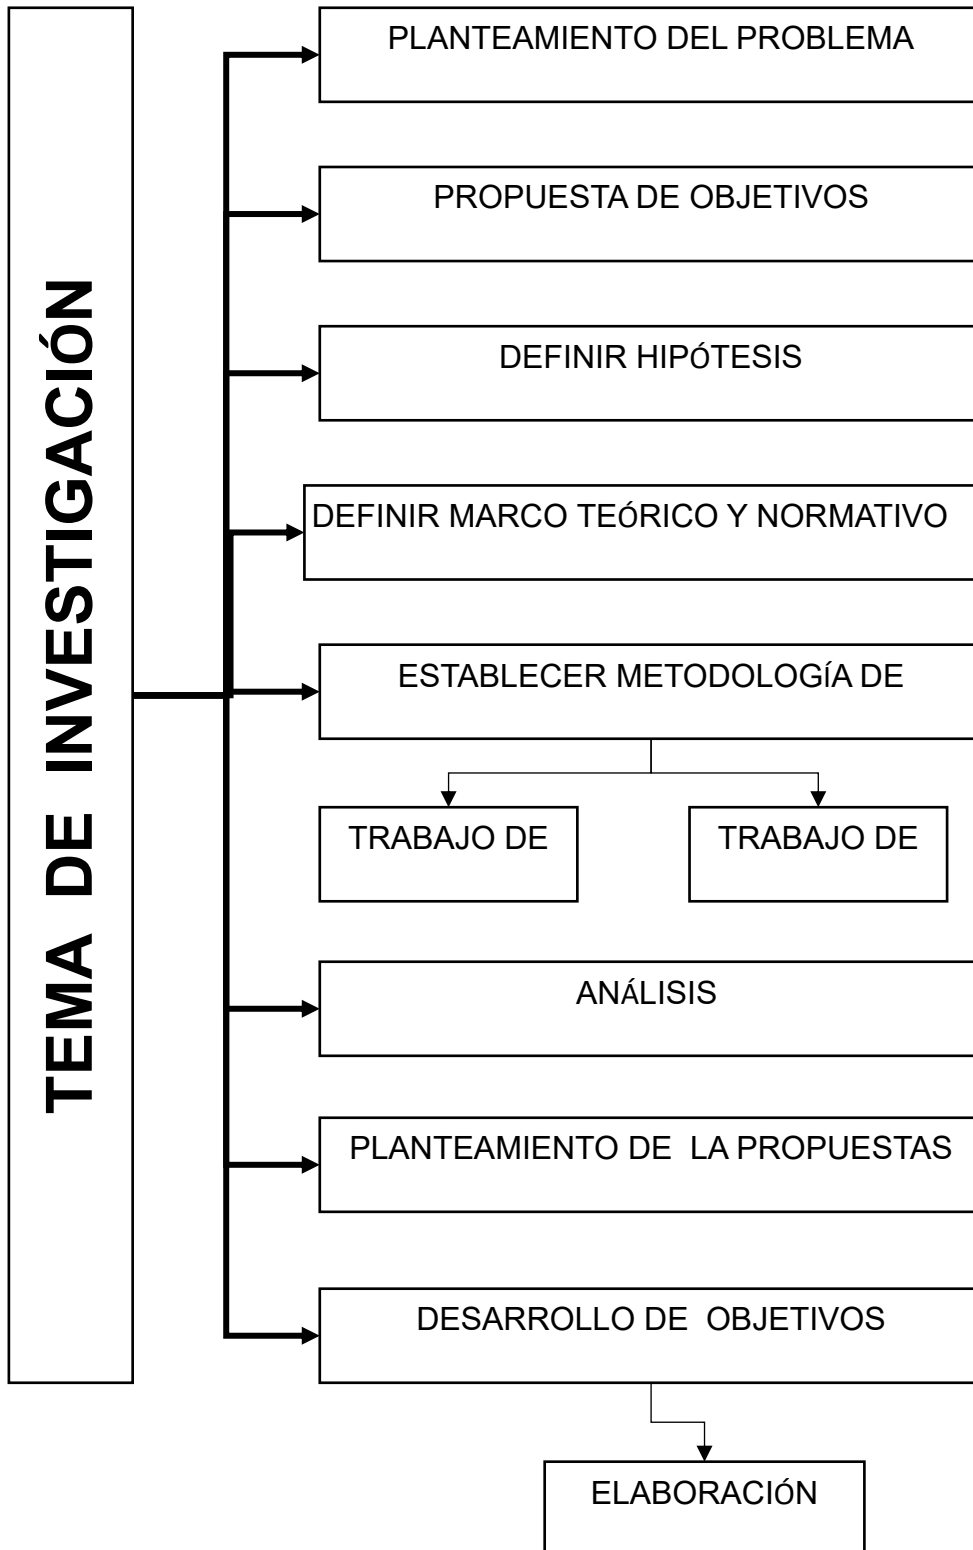 TEMA DE INVESTIGACIÓN
PLANTEAMIENTO DEL PROBLEMA
PROPUESTA DE OBJETIVOS
DEFINIR HIPÓTESIS
DEFINIR MARCO TEÓRICO Y NORMATIVO
ESTABLECER METODOLOGÍA DE
TRABAJO DE
TRABAJO DE
ANÁLISIS
PLANTEAMIENTO DE LA PROPUESTAS
DESARROLLO DE OBJETIVOS
ELABORACIÓN